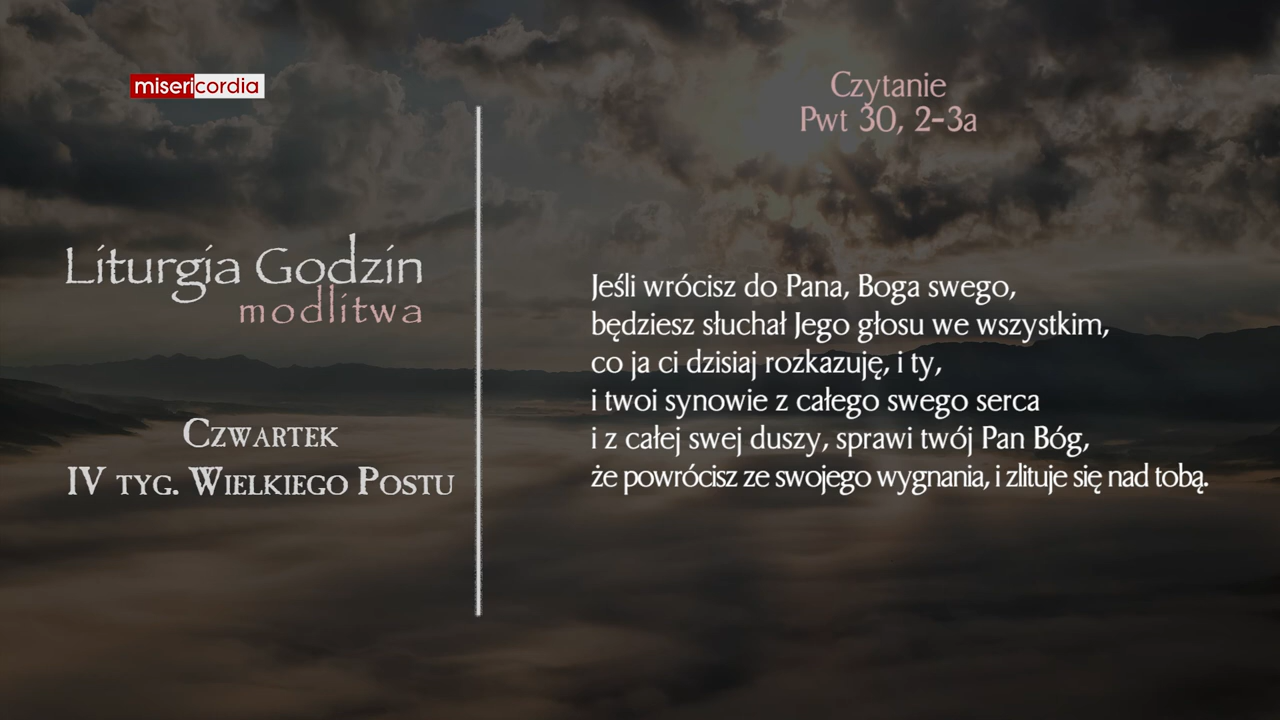 misericordia
Liturgia Godzin
modlitwa
Czwartek
IV tyg. Wielkiego Postu
Czytanie
Pwt 30, 2-3a
Jeśli wrócisz do Pana, Boga swego,
będziesz słuchał Jego głosu we wszystkim,
co ja ci dzisiaj rozkazuję, i ty,
i twoi synowie z całego swego serca
i z całej swej duszy, sprawi twój Pan Bóg,
że powrócisz ze swojego wygnania, i zlituje się nad tobą.